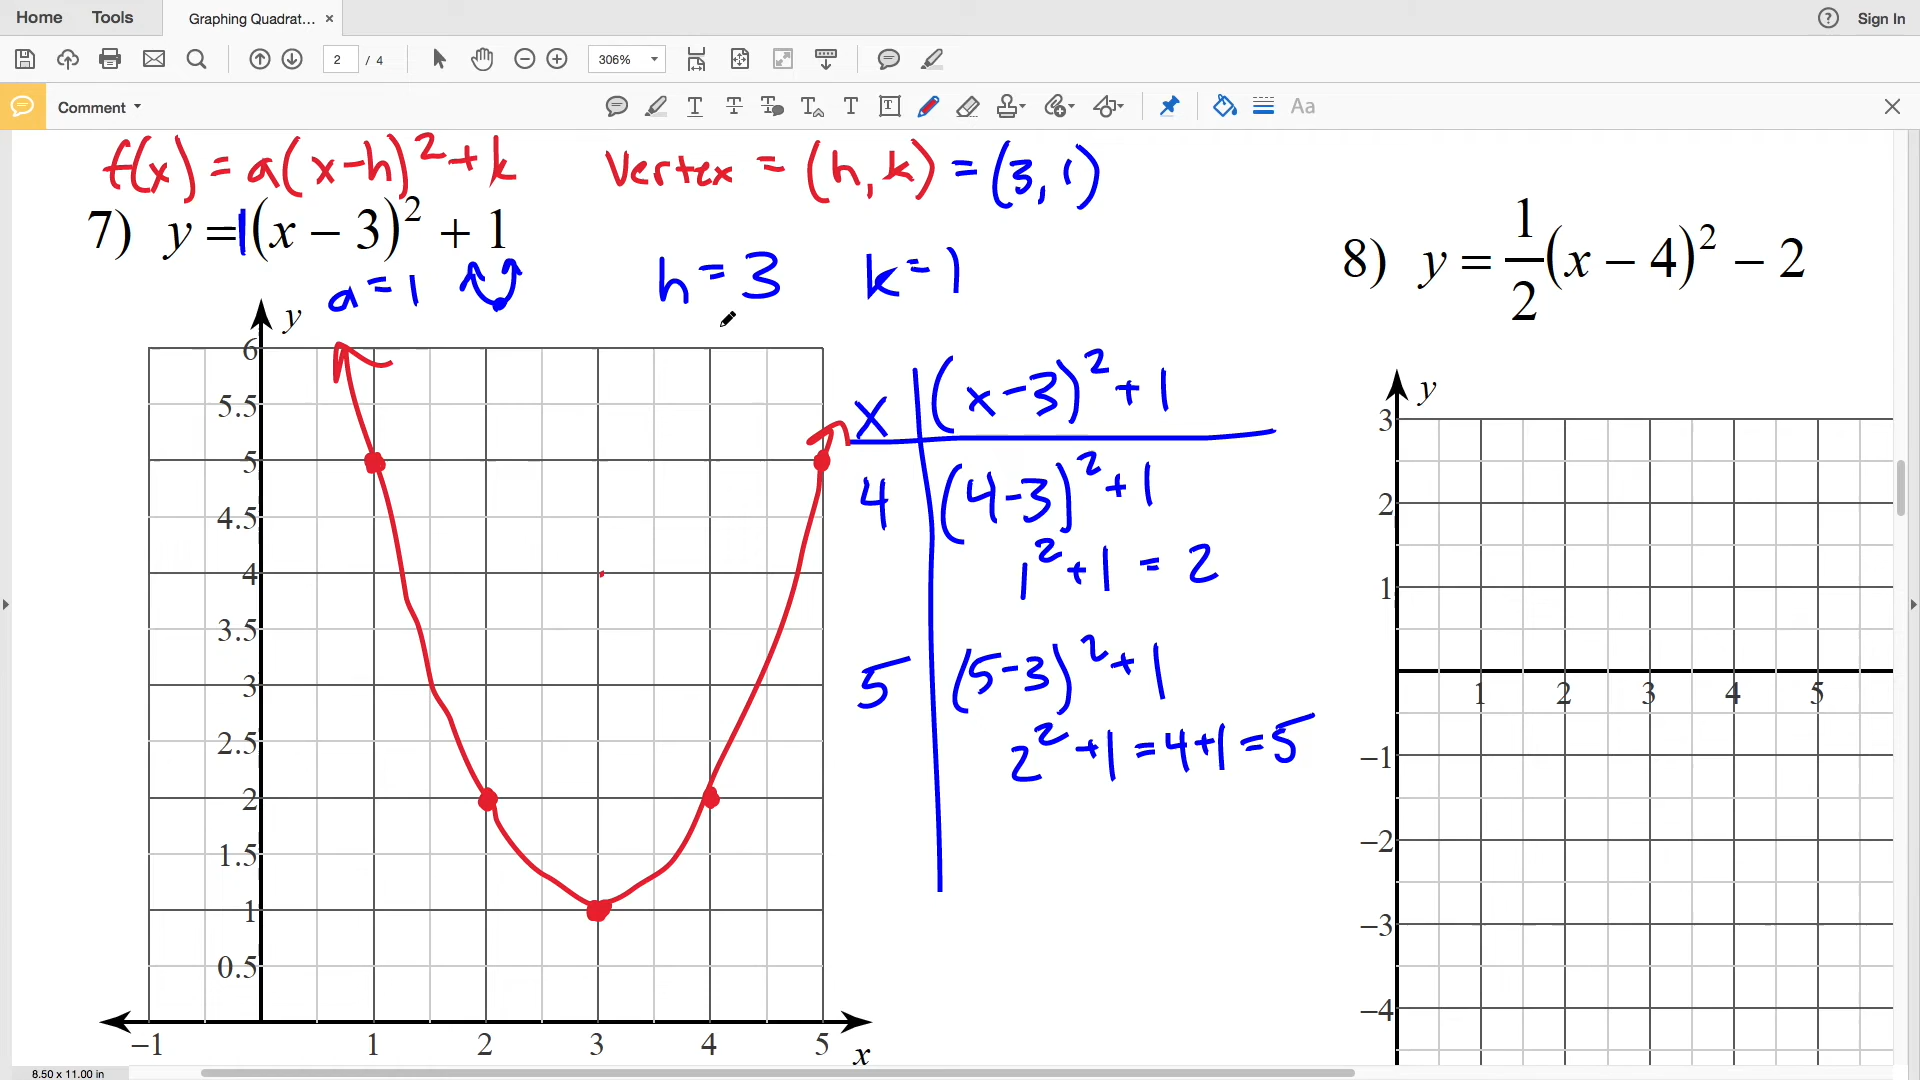 Home Tools Graphing Quadrat... × Sign In
2 / 4 306%
Comment Aa
f(x) = a(x-h)² + k Vertex = (h, k) = (3, 1)
7) y = 1(x − 3)² + 1
a = 1 h = 3 k = 1
8) y = 1/2 (x − 4)² − 2
y
6
5.5
5
4.5
4
3.5
3
2.5
2
1.5
1
0.5
−1 1 2 3 4 5 x
x (x-3)² + 1
4 (4-3)² + 1
1² + 1 = 2
5 (5-3)² + 1
2² + 1 = 4+1 = 5
y
3
2
1
1 2 3 4 5
−1
−2
−3
−4
8.50 x 11.00 in